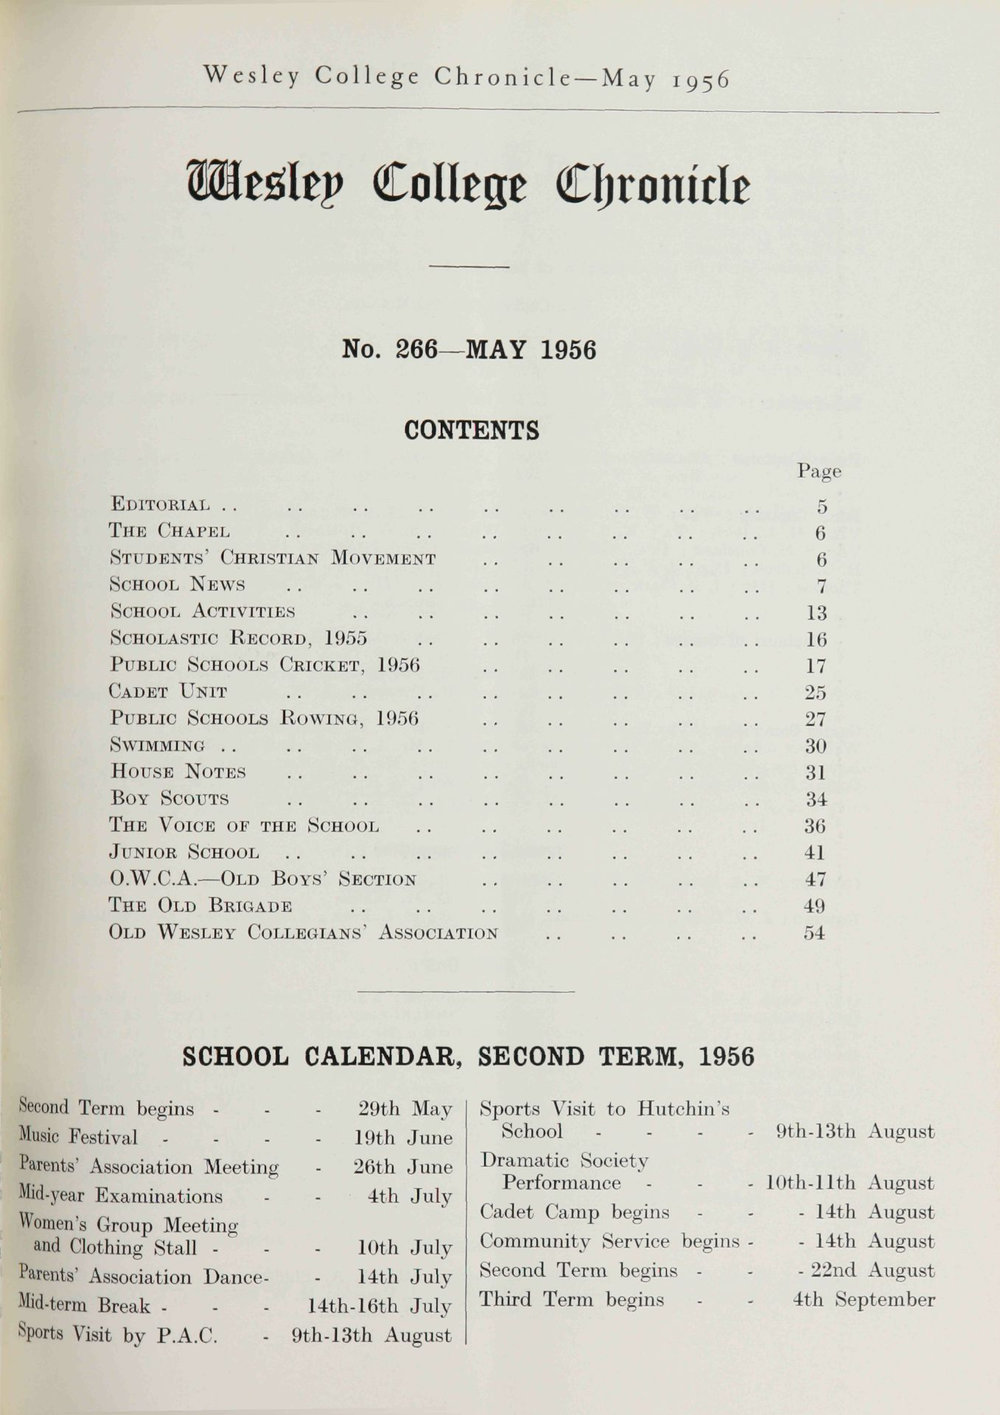 Wesley College Chronicle—May 1956
Wesley College Chronicle
No. 266—MAY 1956
CONTENTS
Page
EDITORIAL .. .. .. .. .. .. .. .. .. 5
THE CHAPEL .. .. .. .. .. .. .. .. 6
STUDENTS' CHRISTIAN MOVEMENT .. .. .. .. .. 6
SCHOOL NEWS .. .. .. .. .. .. .. .. 7
SCHOOL ACTIVITIES .. .. .. .. .. .. .. 13
SCHOLASTIC RECORD, 1955 .. .. .. .. .. .. 16
PUBLIC SCHOOLS CRICKET, 1956 .. .. .. .. .. 17
CADET UNIT .. .. .. .. .. .. .. .. 25
PUBLIC SCHOOLS ROWING, 1956 .. .. .. .. .. 27
SWIMMING .. .. .. .. .. .. .. .. .. 30
HOUSE NOTES .. .. .. .. .. .. .. .. 31
BOY SCOUTS .. .. .. .. .. .. .. .. 34
THE VOICE OF THE SCHOOL .. .. .. .. .. .. 36
JUNIOR SCHOOL .. .. .. .. .. .. .. .. 41
O.W.C.A.—OLD BOYS' SECTION .. .. .. .. .. 47
THE OLD BRIGADE .. .. .. .. .. .. .. 49
OLD WESLEY COLLEGIANS' ASSOCIATION .. .. .. .. 54
SCHOOL CALENDAR, SECOND TERM, 1956
Second Term begins - - - 29th May
Music Festival - - - - 19th June
Parents' Association Meeting - 26th June
Mid-year Examinations - - 4th July
Women's Group Meeting
and Clothing Stall - - - 10th July
Parents' Association Dance- - 14th July
Mid-term Break - - - 14th-16th July
Sports Visit by P.A.C. - 9th-13th August
Sports Visit to Hutchin's
School - - - - 9th-13th August
Dramatic Society
Performance - - - 10th-11th August
Cadet Camp begins - - - 14th August
Community Service begins - - 14th August
Second Term begins - - - 22nd August
Third Term begins - - 4th September